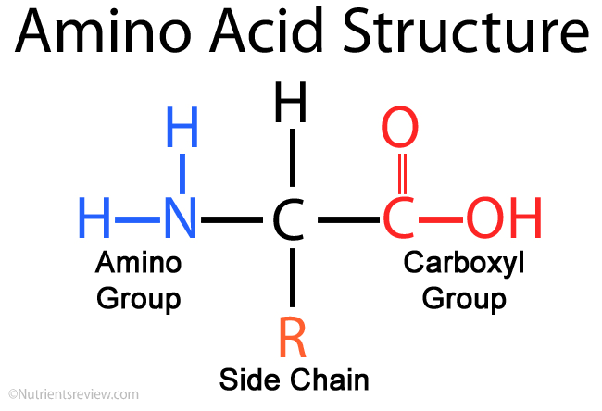 Amino Acid Structure
H
H O
H N C C OH
Amino Carboxyl
Group Group
R
Side Chain
©Nutrientsreview.com